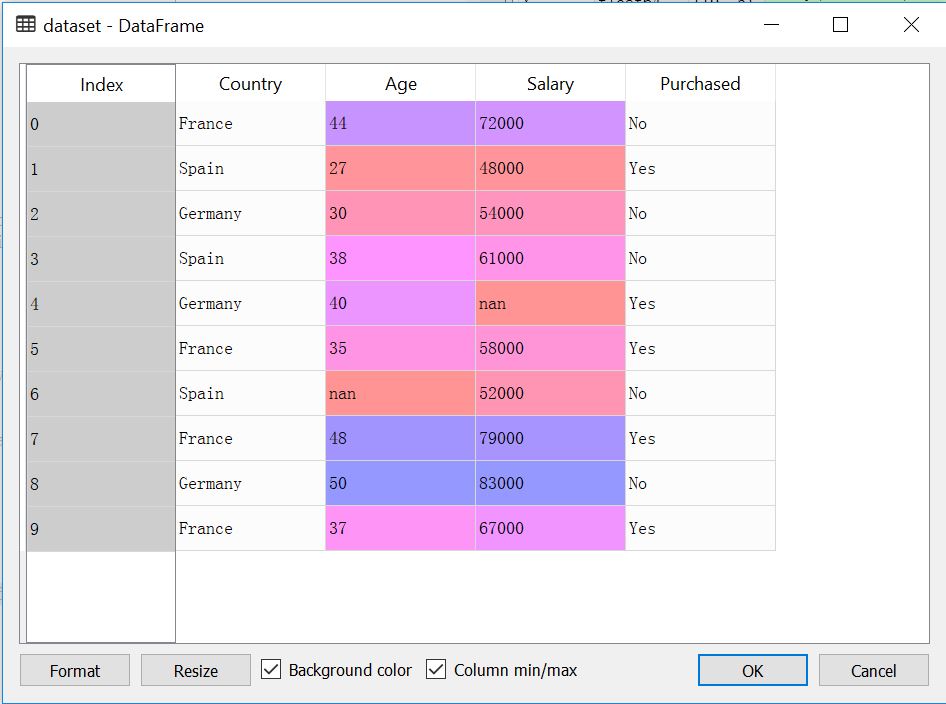 dataset - DataFrame
Index Country Age Salary Purchased
0 France 44 72000 No
1 Spain 27 48000 Yes
2 Germany 30 54000 No
3 Spain 38 61000 No
4 Germany 40 nan Yes
5 France 35 58000 Yes
6 Spain nan 52000 No
7 France 48 79000 Yes
8 Germany 50 83000 No
9 France 37 67000 Yes
Format Resize Background color Column min/max OK Cancel